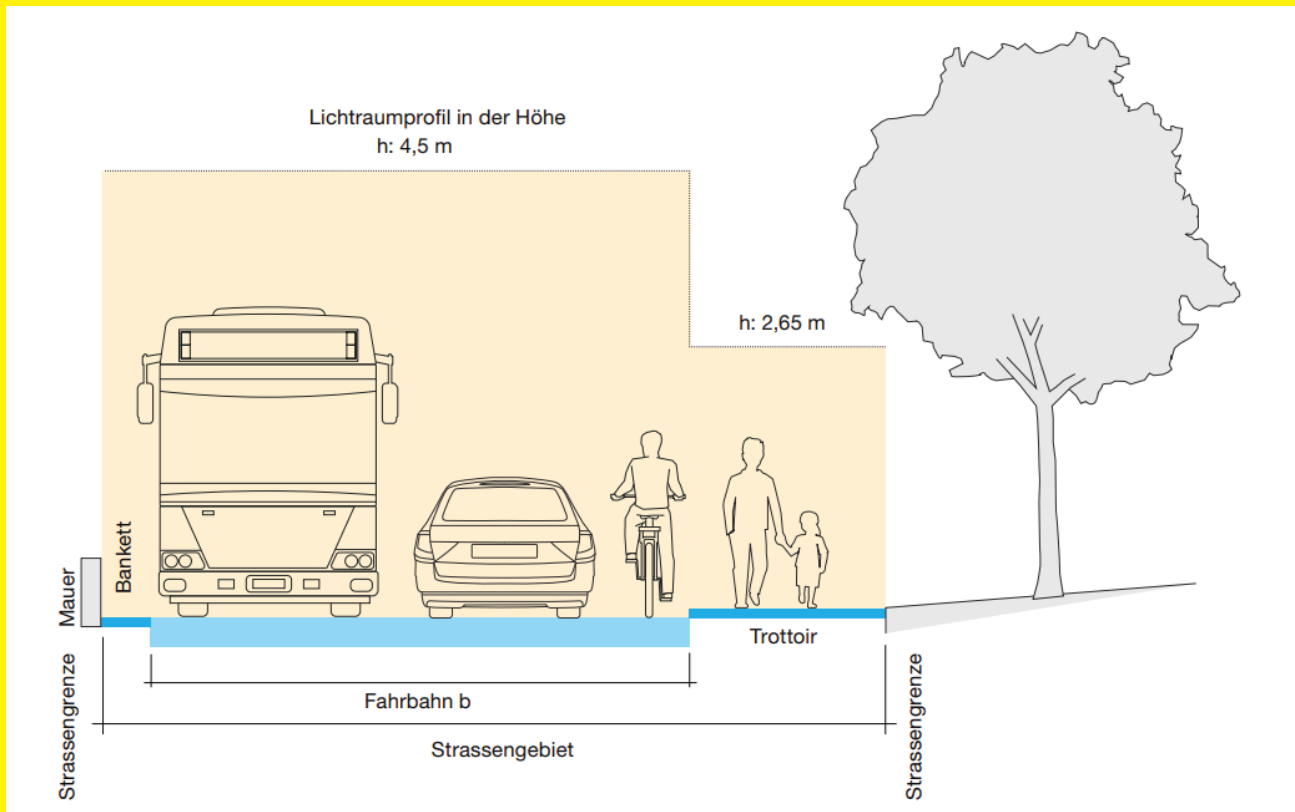 Lichtraumprofil in der Höhe
h: 4,5 m
h: 2,65 m
Mauer
Bankett
Trottoir
Fahrbahn b
Strassengebiet
Strassengrenze
Strassengrenze